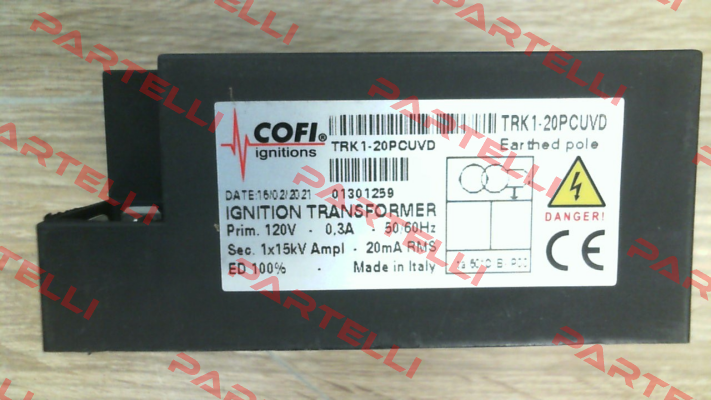 COFI®
ignitions
TRK1-20PCUVD
TRK1-20PCUVD
Earthed pole
DATE:16/02/2021 01301259
IGNITION TRANSFORMER
Prim. 120V - 0,3A - 50/60Hz
Sec. 1x15kV Ampl - 20mA RMS
ED 100% - Made in Italy
DANGER!
CE
PARTELLI
PARTELLI
PARTELLI
PARTELLI
PARTELLI
PARTELLI
PARTELLI
PARTELLI